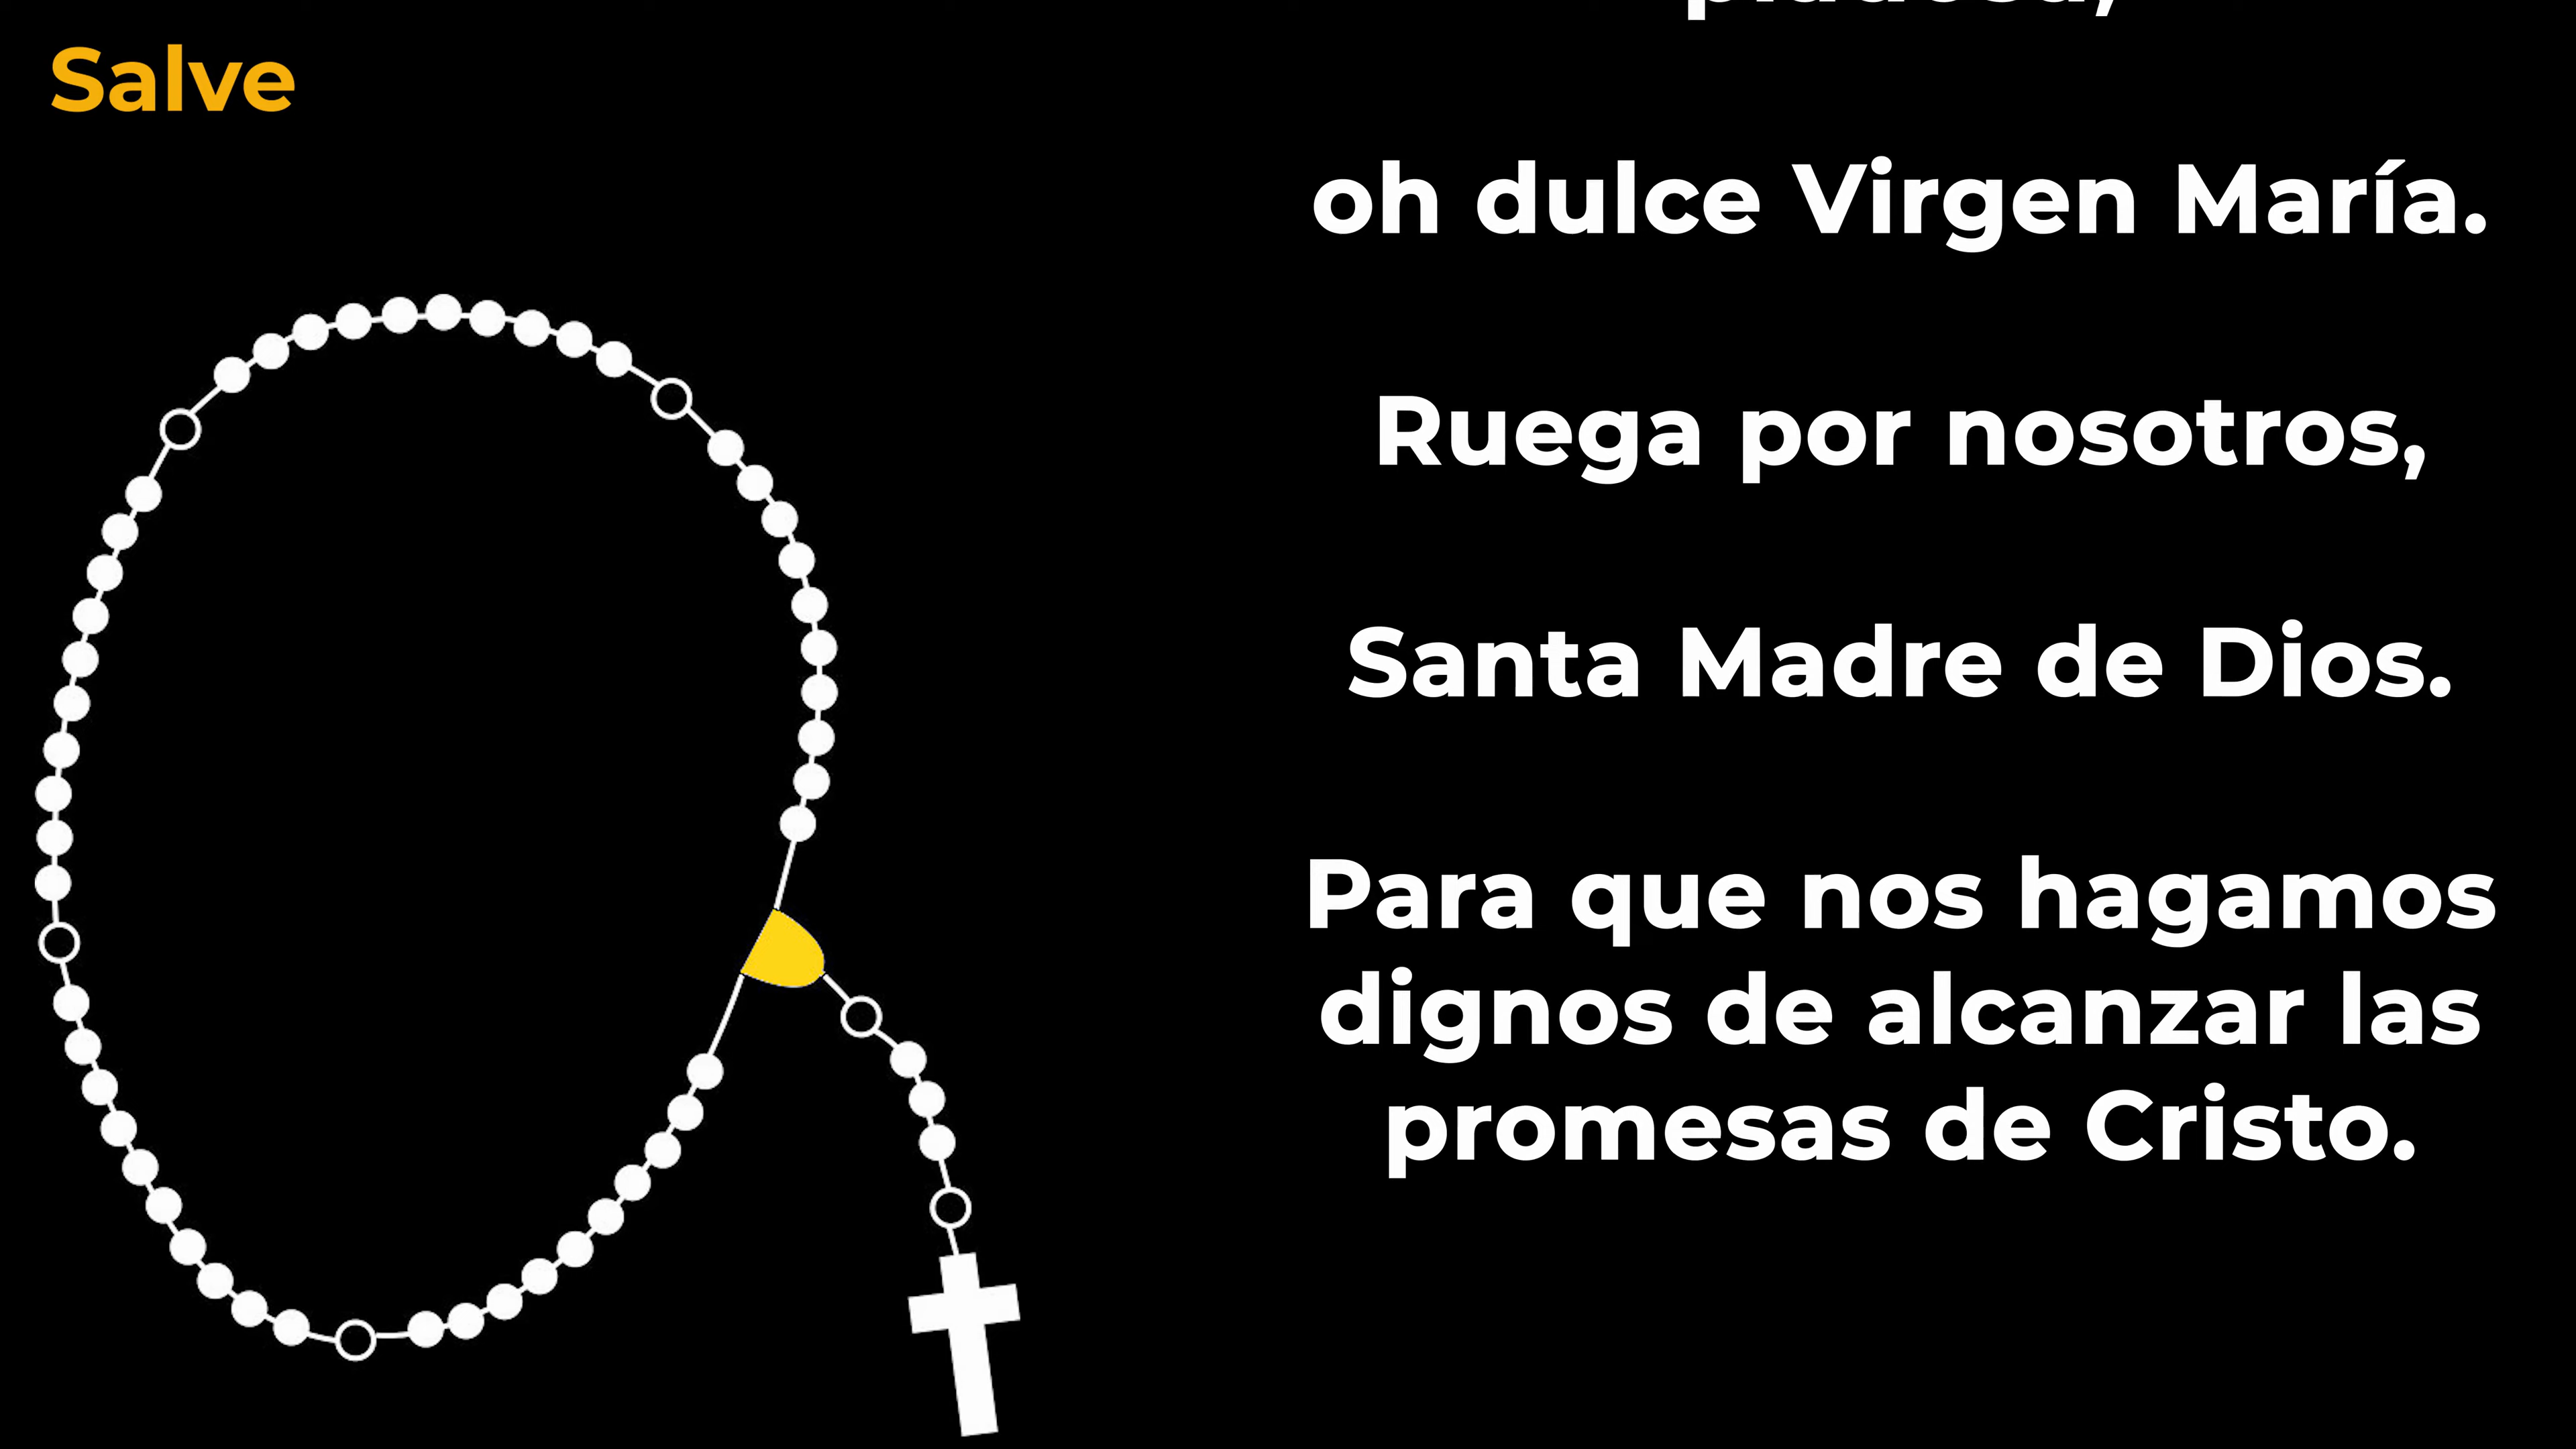 Salve
oh dulce Virgen María.
Ruega por nosotros,
Santa Madre de Dios.
Para que nos hagamos
dignos de alcanzar las
promesas de Cristo.